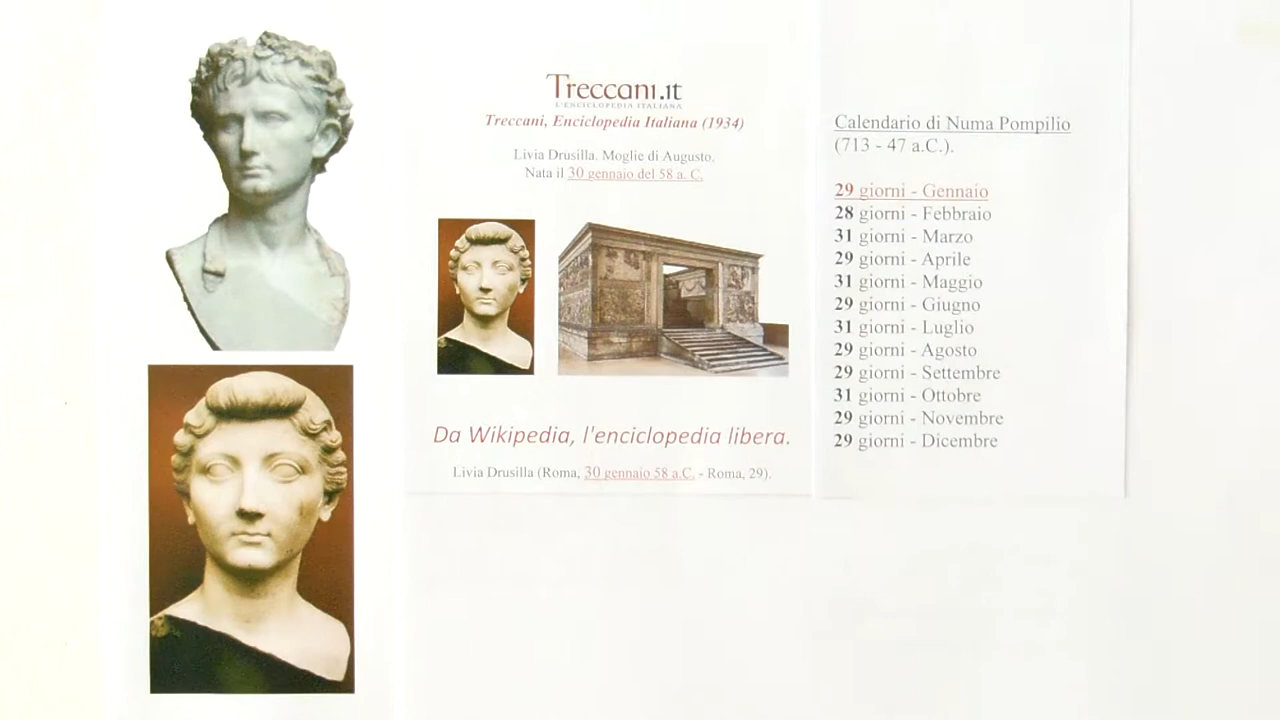 Treccani.it
L'ENCICLOPEDIA ITALIANA
Treccani, Enciclopedia Italiana (1934)
Livia Drusilla. Moglie di Augusto.
Nata il 30 gennaio del 58 a. C.
Da Wikipedia, l'enciclopedia libera.
Livia Drusilla (Roma, 30 gennaio 58 a.C. - Roma, 29).
Calendario di Numa Pompilio
(713 - 47 a.C.).
29 giorni - Gennaio
28 giorni - Febbraio
31 giorni - Marzo
29 giorni - Aprile
31 giorni - Maggio
29 giorni - Giugno
31 giorni - Luglio
29 giorni - Agosto
29 giorni - Settembre
31 giorni - Ottobre
29 giorni - Novembre
29 giorni - Dicembre